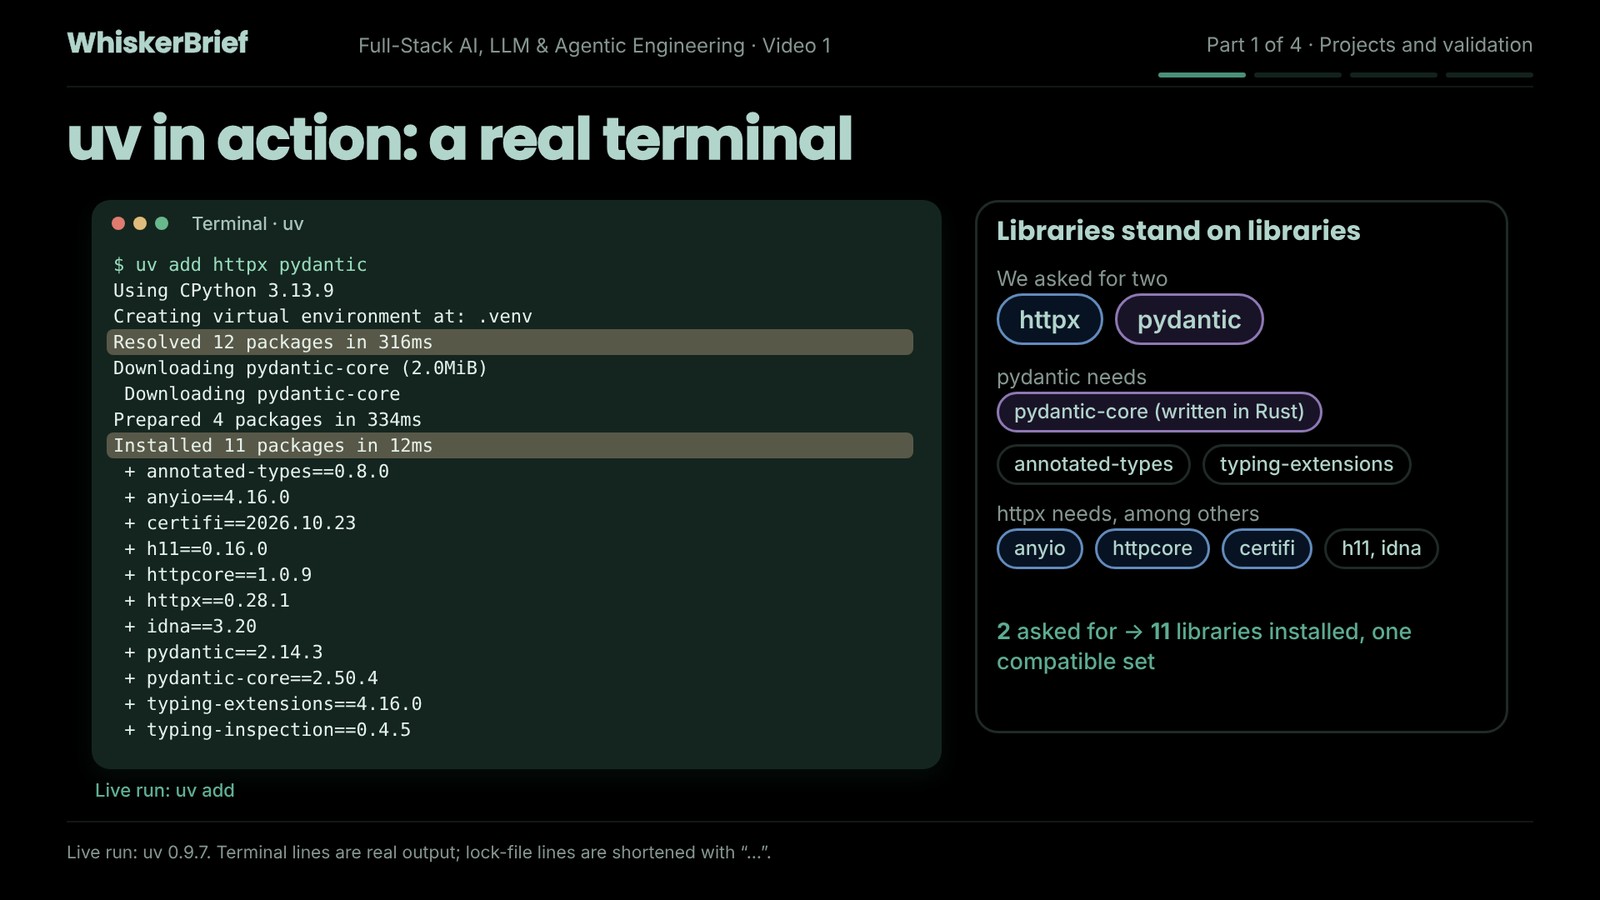 WhiskerBrief
Full-Stack AI, LLM & Agentic Engineering · Video 1
Part 1 of 4 · Projects and validation
uv in action: a real terminal
Terminal · uv
$ uv add httpx pydantic
Using CPython 3.13.9
Creating virtual environment at: .venv
Resolved 12 packages in 316ms
Downloading pydantic-core (2.0MiB)
Downloading pydantic-core
Prepared 4 packages in 334ms
Installed 11 packages in 12ms
+ annotated-types==0.8.0
+ anyio==4.16.0
+ certifi==2026.10.23
+ h11==0.16.0
+ httpcore==1.0.9
+ httpx==0.28.1
+ idna==3.20
+ pydantic==2.14.3
+ pydantic-core==2.50.4
+ typing-extensions==4.16.0
+ typing-inspection==0.4.5
Live run: uv add
Libraries stand on libraries
We asked for two
httpx pydantic
pydantic needs
pydantic-core (written in Rust)
annotated-types typing-extensions
httpx needs, among others
anyio httpcore certifi h11, idna
2 asked for → 11 libraries installed, one
compatible set
Live run: uv 0.9.7. Terminal lines are real output; lock-file lines are shortened with “...”.